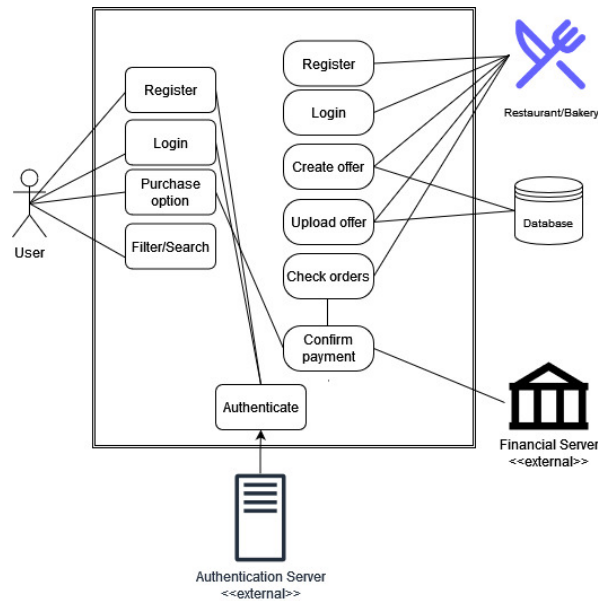 Register
Restaurant/Bakery
Register
Login
Login
Create offer
Purchase
option
User
Upload offer
Database
Filter/Search
Check orders
Confirm
payment
Authenticate
Financial Server
<<external>>
Authentication Server
<<external>>